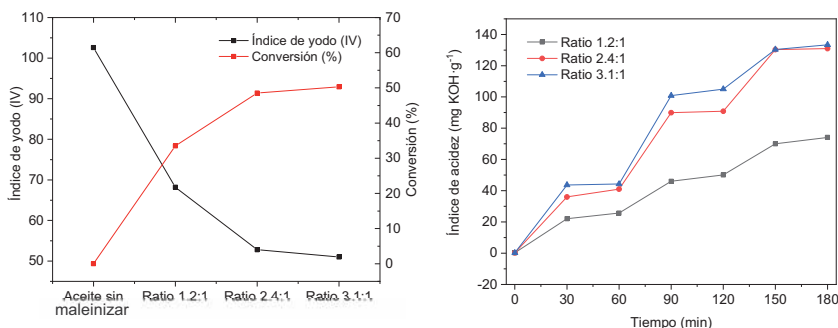 Índice de yodo (IV)
110
100
90
80
70
60
50
Índice de yodo (IV)
Conversión (%)
70
60
50
40
30
20
10
0
Conversión (%)
Aceite sin
maleinizar
Ratio 1.2:1
Ratio 2.4:1
Ratio 3.1:1
Índice de acidez (mg KOH·g⁻¹)
140
120
100
80
60
40
20
0
-20
Ratio 1.2:1
Ratio 2.4:1
Ratio 3.1:1
0 30 60 90 120 150 180
Tiempo (min)